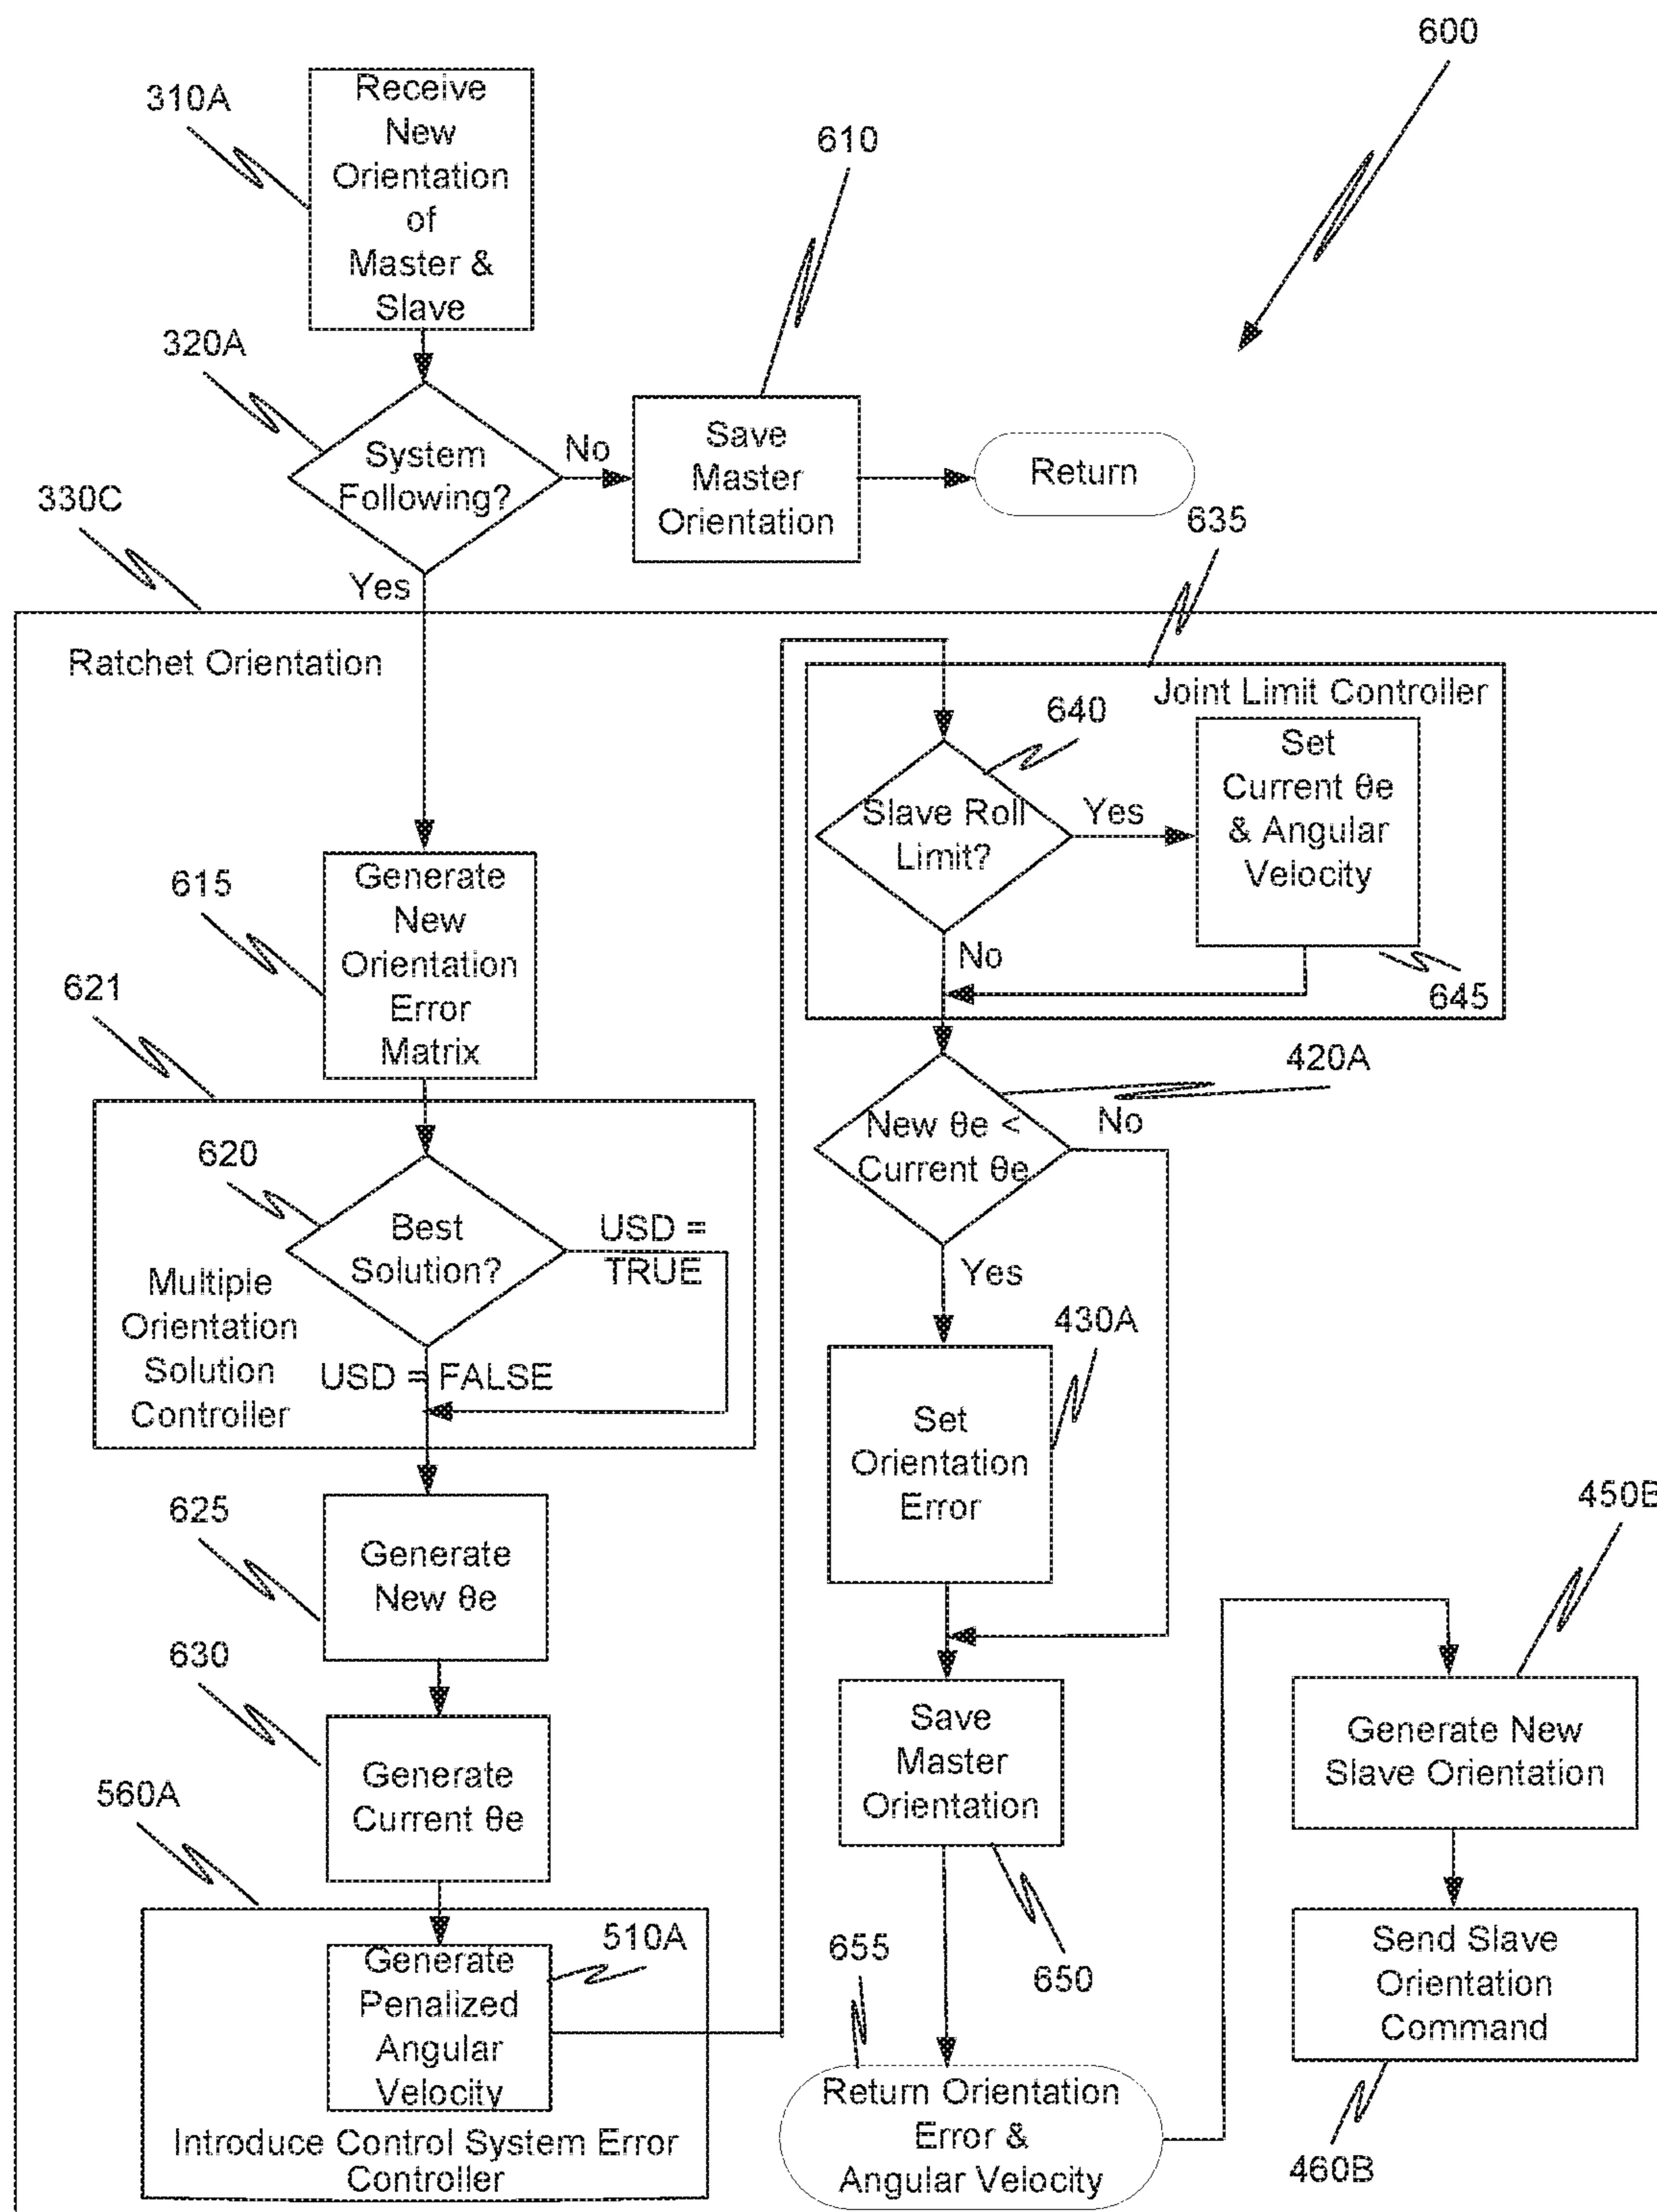 600
310A
Receive
New
Orientation
of
Master &
Slave
610
320A
System
Following?
No
Save
Master
Orientation
Return
330C
Yes
635
Ratchet Orientation
Joint Limit Controller
640
Slave Roll
Limit?
Yes
Set
Current θe
& Angular
Velocity
No
645
615
Generate
New
Orientation
Error
Matrix
621
620
Best
Solution?
USD =
TRUE
Multiple
Orientation
Solution
Controller
USD = FALSE
420A
New θe <
Current θe
No
Yes
430A
Set
Orientation
Error
625
Generate
New θe
630
Generate
Current θe
560A
510A
Generate
Penalized
Angular
Velocity
Introduce Control System Error
Controller
Save
Master
Orientation
650
655
Return Orientation
Error &
Angular Velocity
450B
Generate New
Slave Orientation
Send Slave
Orientation
Command
460B